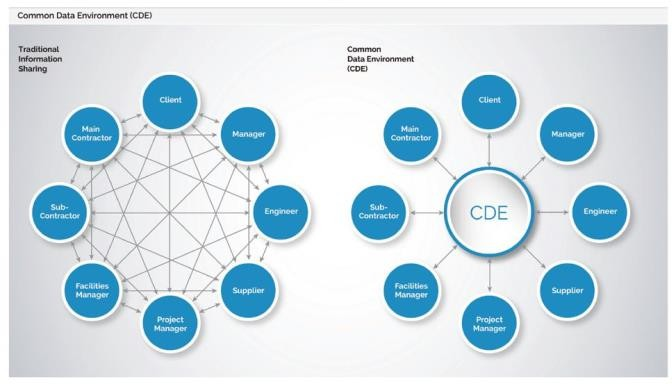 Common Data Environment (CDE)
Traditional
Information
Sharing
Client
Manager
Engineer
Supplier
Project
Manager
Facilities
Manager
Sub-
Contractor
Main
Contractor
Common
Data Environment
(CDE)
Client
Manager
Engineer
Supplier
Project
Manager
Facilities
Manager
Sub-
Contractor
Main
Contractor
CDE